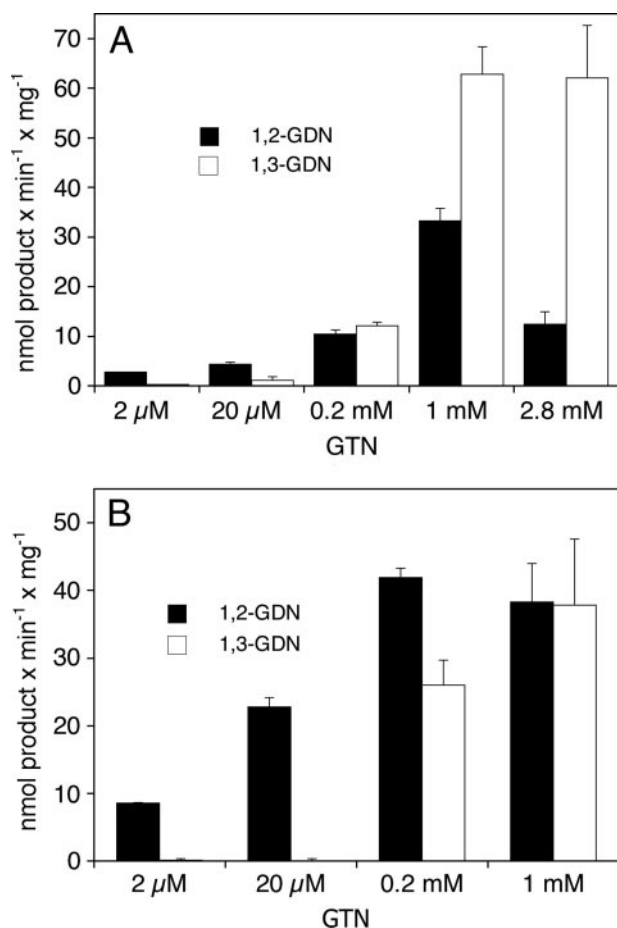 A
70
60
50
40
30
20
10
0
nmol product x min⁻¹ x mg⁻¹
1,2-GDN
1,3-GDN
2 µM 20 µM 0.2 mM 1 mM 2.8 mM
GTN
B
50
40
30
20
10
0
nmol product x min⁻¹ x mg⁻¹
1,2-GDN
1,3-GDN
2 µM 20 µM 0.2 mM 1 mM
GTN